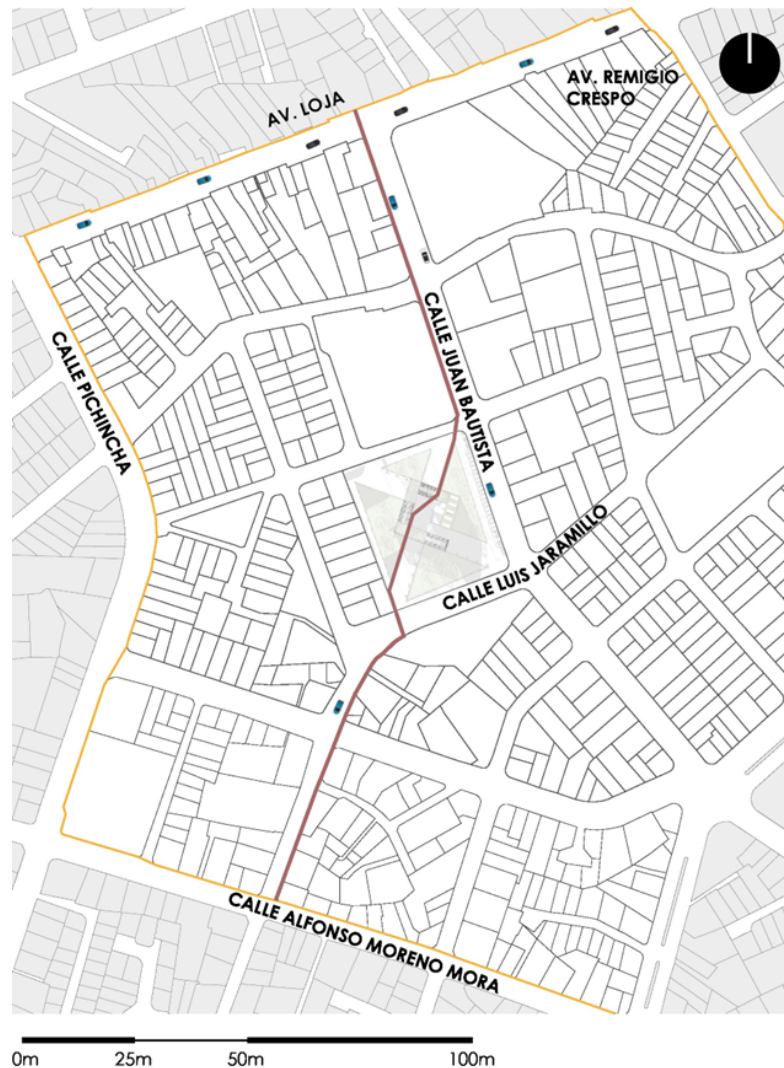 AV. LOJA
AV. REMIGIO
CRESPO
CALLE PICHINCHA
CALLE JUAN BAUTISTA
CALLE LUIS JARAMILLO
CALLE ALFONSO MORENO MORA
0m 25m 50m 100m